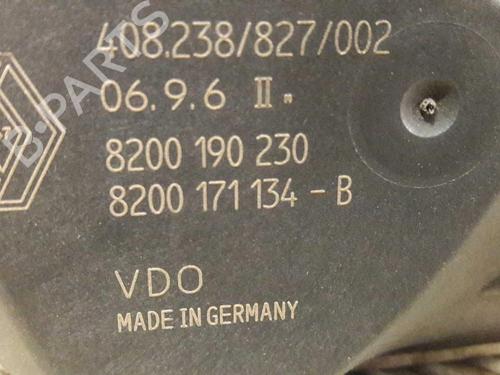 408.238/827/002
06.9.6 II
8200 190 230
8200 171 134 - B
VDO
MADE IN GERMANY
B-PARTS